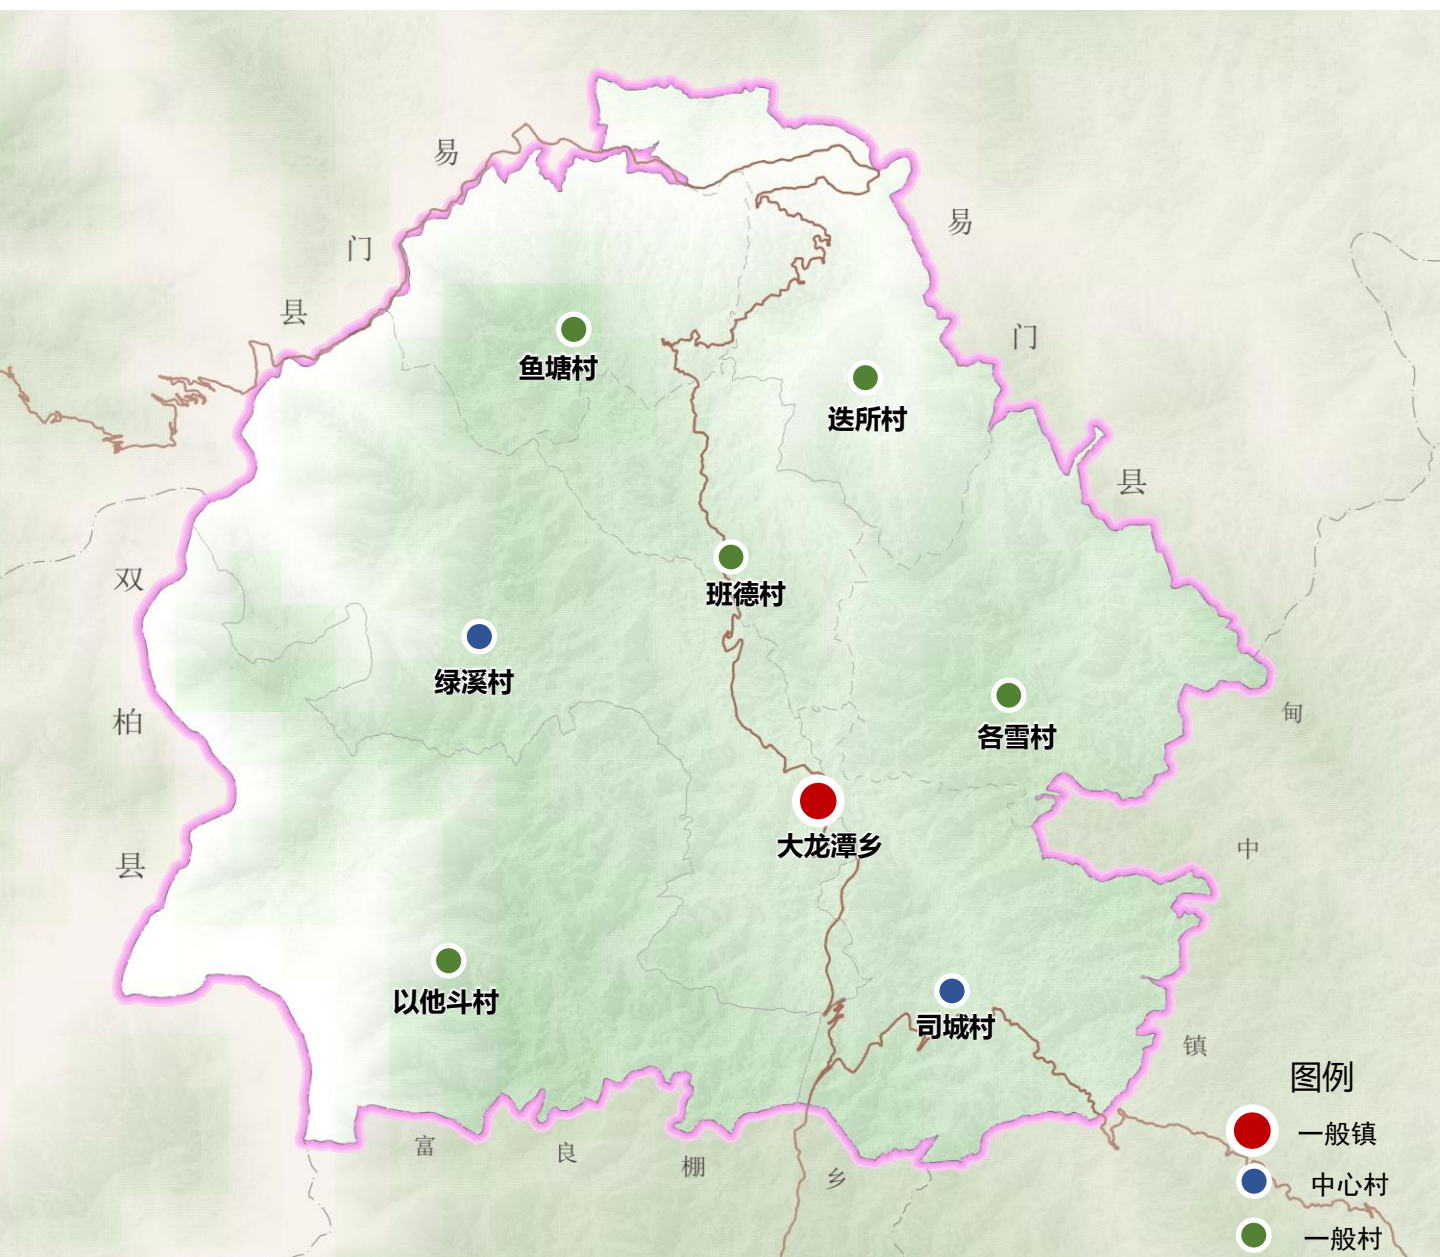 易
门
县
易
门
县
鱼塘村
迭所村
班德村
双
柏
县
绿溪村
各雪村
甸
中
镇
大龙潭乡
以他斗村
司城村
富
良
棚
乡
图例
一般镇
中心村
一般村